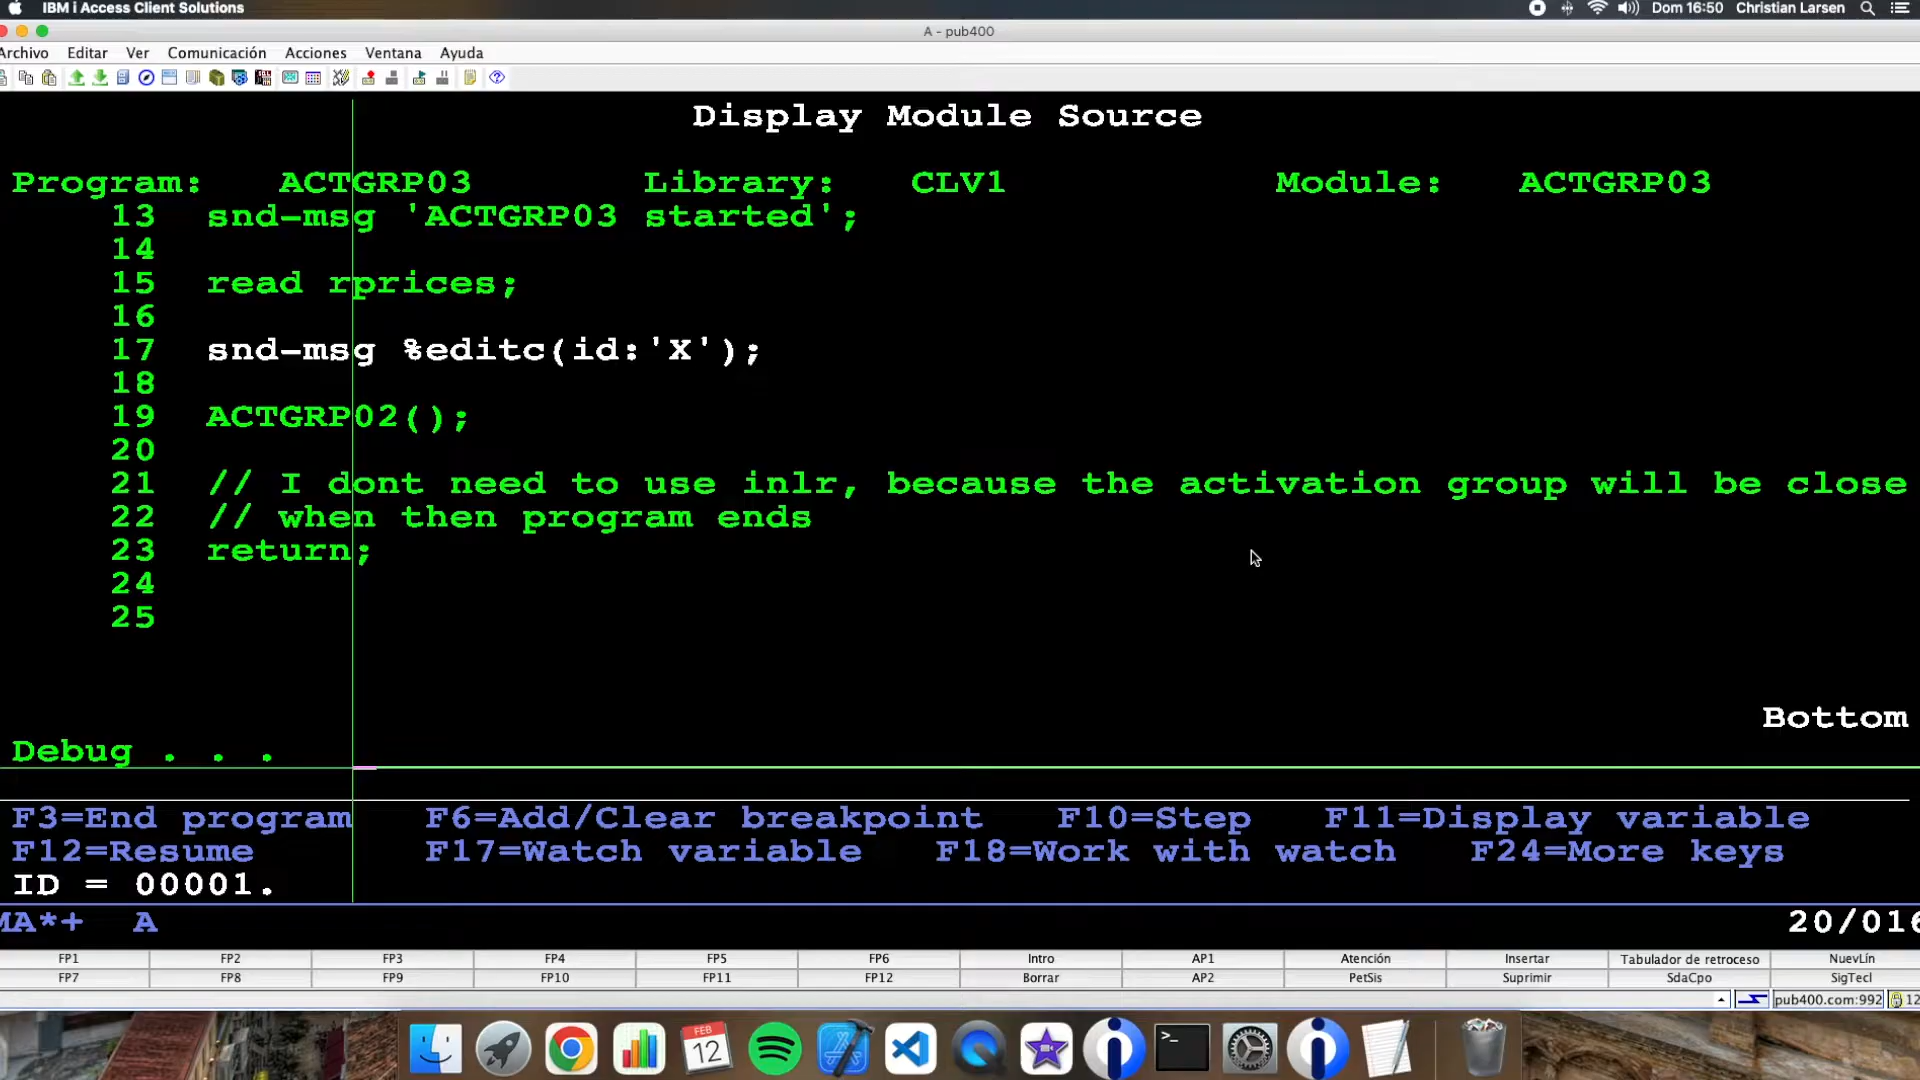 IBM i Access Client Solutions
Dom 16:50 Christian Larsen
A - pub400
Archivo Editar Ver Comunicación Acciones Ventana Ayuda
Display Module Source
Program: ACTGRP03 Library: CLV1 Module: ACTGRP03
13 snd-msg 'ACTGRP03 started';
14
15 read rprices;
16
17 snd-msg %editc(id:'X');
18
19 ACTGRP02();
20
21 // I dont need to use inlr, because the activation group will be close
22 // when then program ends
23 return;
24
25
Bottom
Debug . . .
F3=End program F6=Add/Clear breakpoint F10=Step F11=Display variable
F12=Resume F17=Watch variable F18=Work with watch F24=More keys
ID = 00001.
MA*+ A 20/016
FP1 FP2 FP3 FP4 FP5 FP6 Intro AP1 Atención Insertar Tabulador de retroceso NuevLín
FP7 FP8 FP9 FP10 FP11 FP12 Borrar AP2 PetSis Suprimir SdaCpo SigTecl
pub400.com:992 12
FEB
12